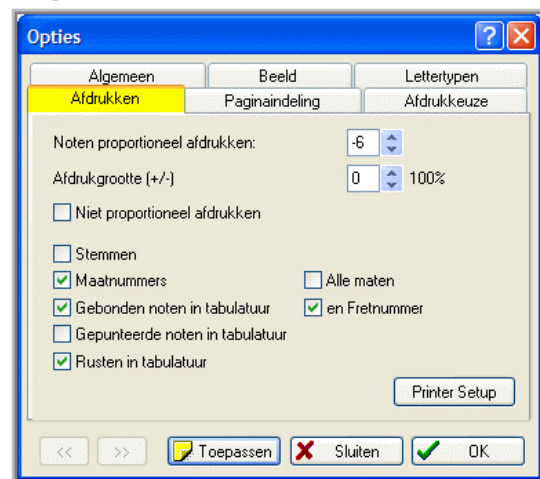 Opties
Algemeen Beeld Lettertypen
Afdrukken Paginaindeling Afdrukkeuze
Noten proportioneel afdrukken: -6
Afdrukgrootte (+/-) 0 100%
Niet proportioneel afdrukken
Stemmen
Maatnummers Alle maten
Gebonden noten in tabulatuur en Fretnummer
Gepunteerde noten in tabulatuur
Rusten in tabulatuur
Printer Setup
<< >> Toepassen Sluiten OK